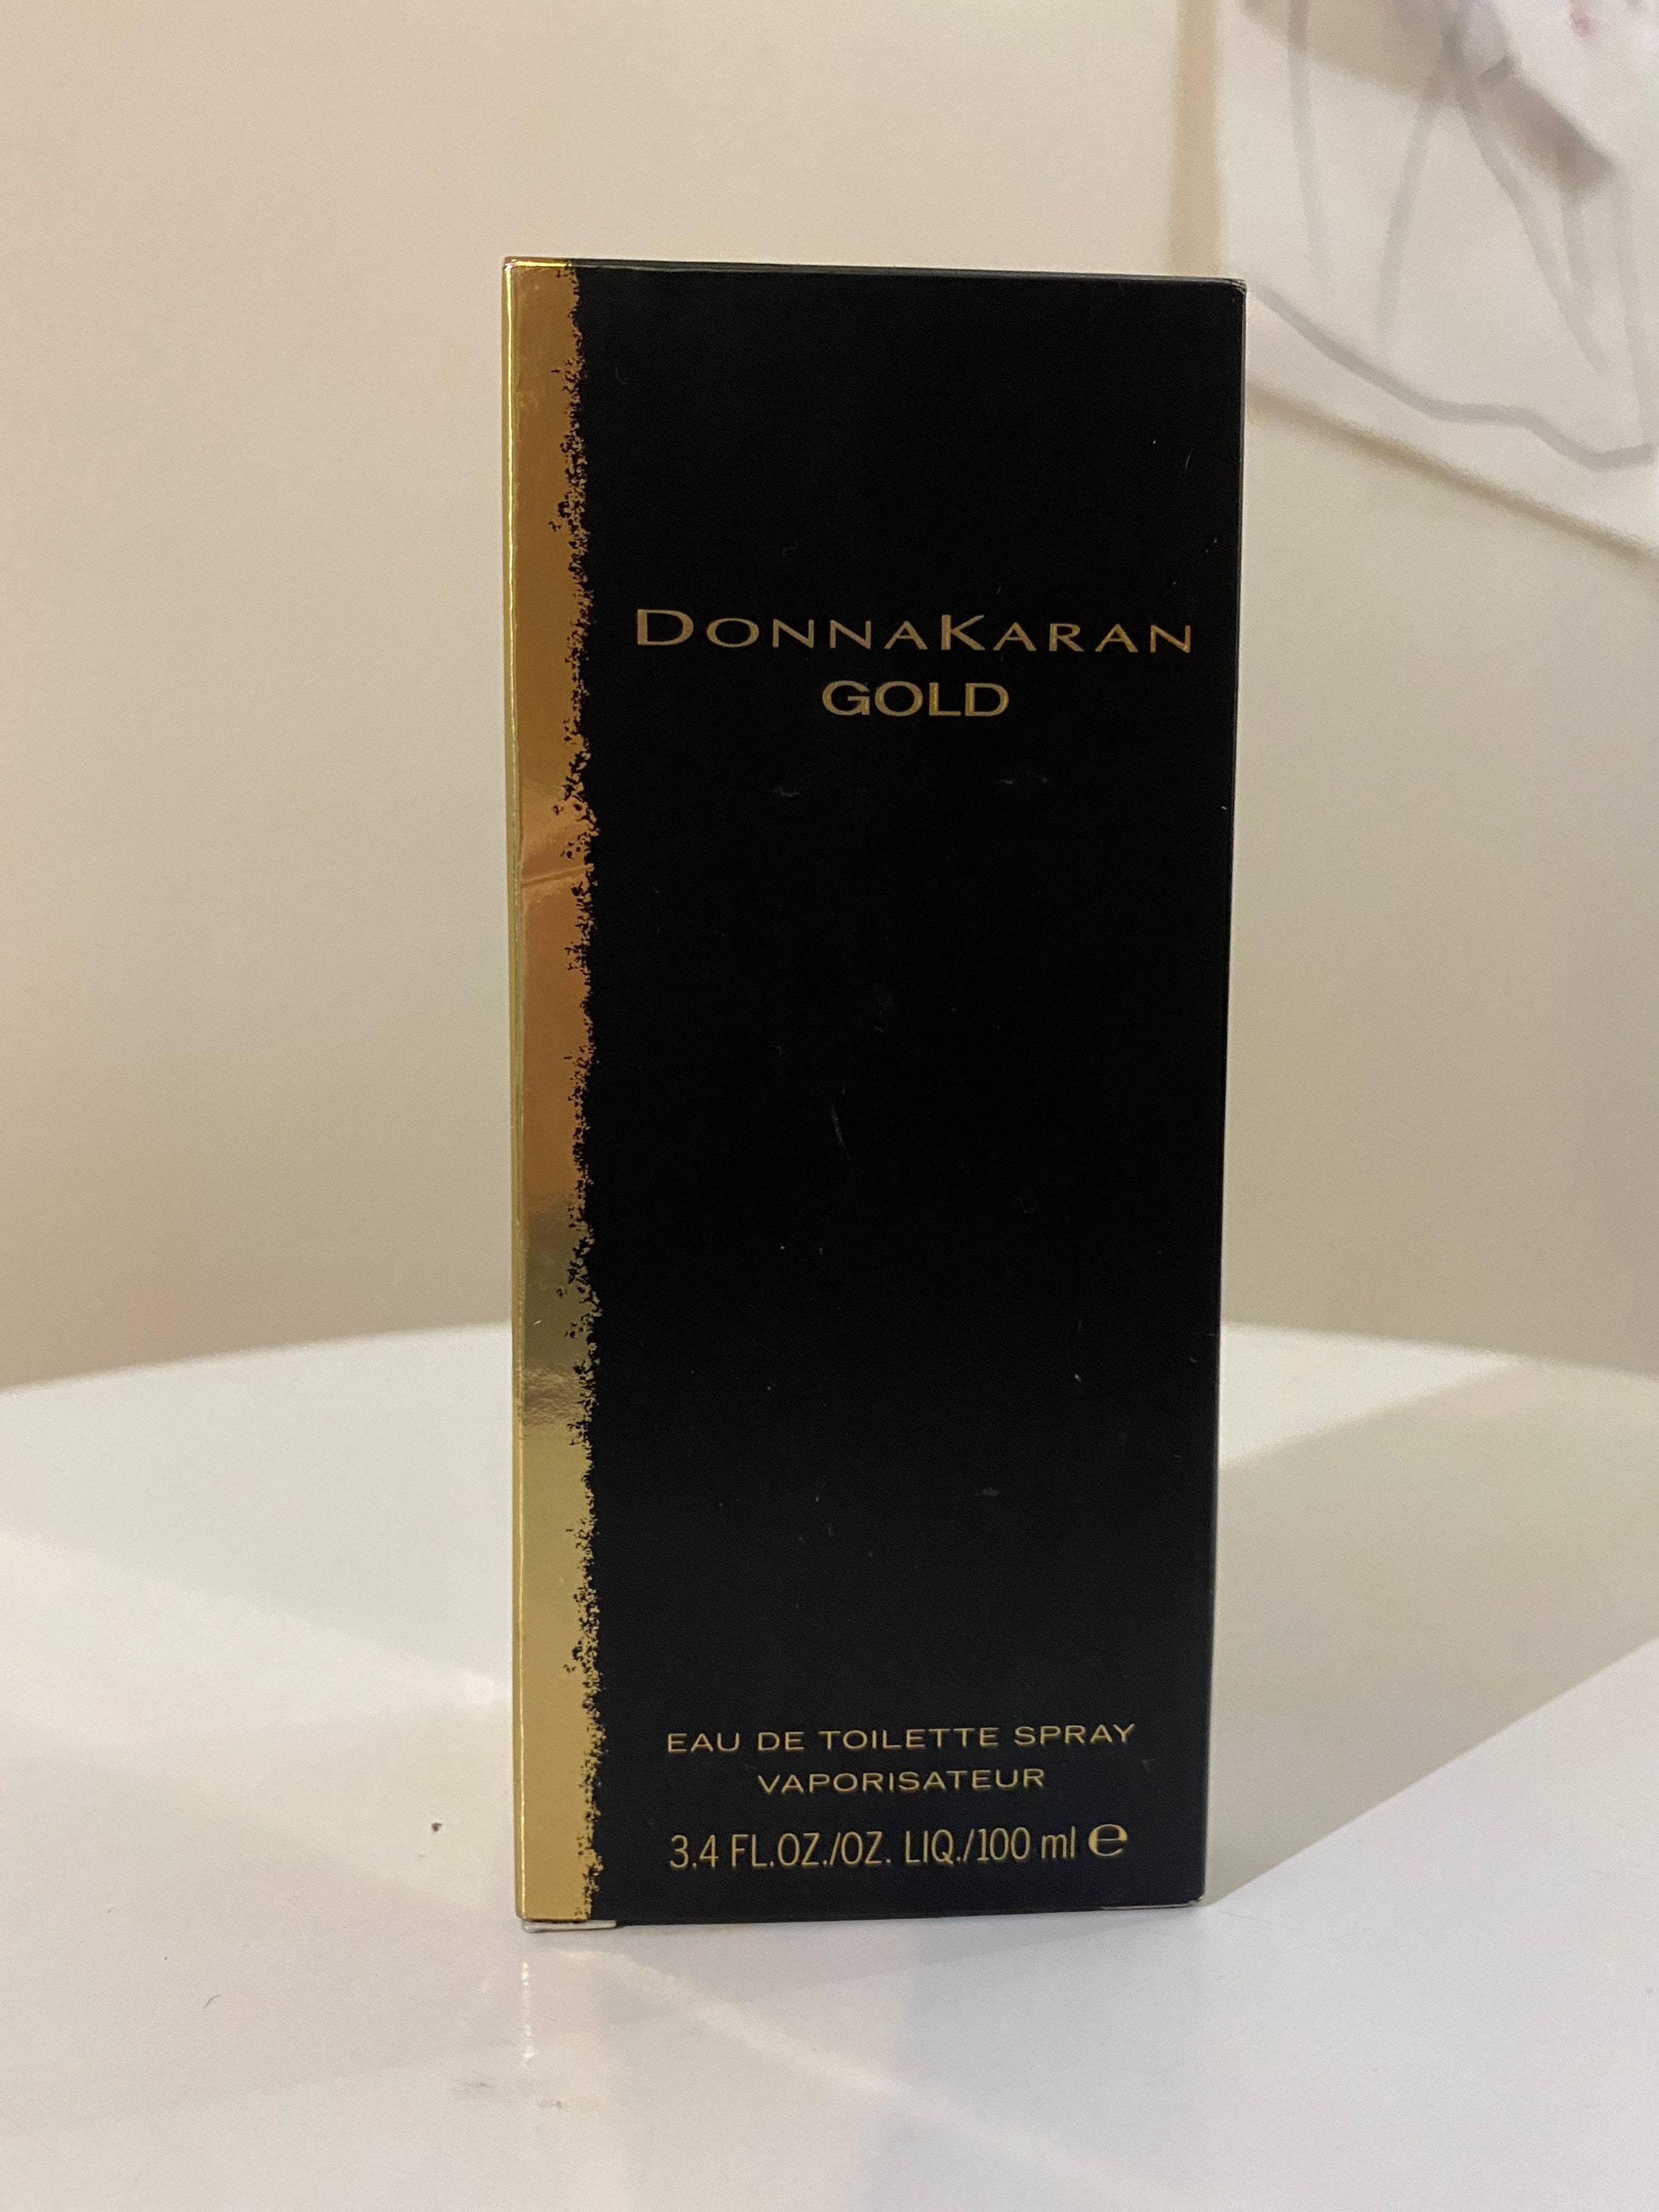 DONNAKARAN
GOLD
EAU DE TOILETTE SPRAY
VAPORISATEUR
3.4 FL.OZ./OZ. LIQ./100 ml ℮